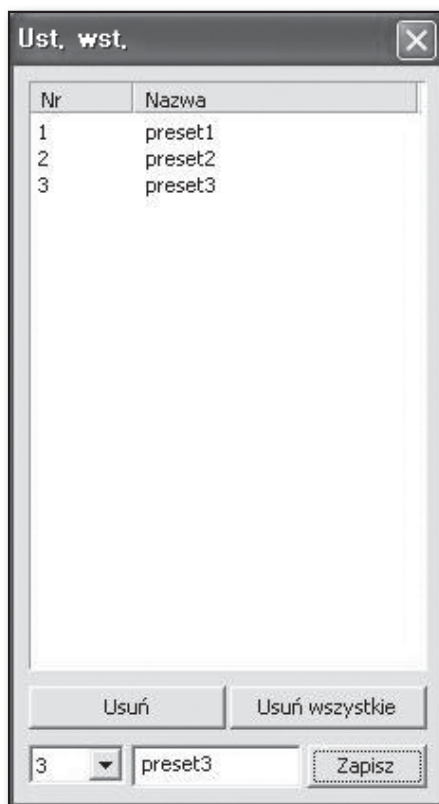 Ust. wst.
Nr Nazwa
1 preset1
2 preset2
3 preset3
Usuń Usuń wszystkie
3 preset3 Zapisz